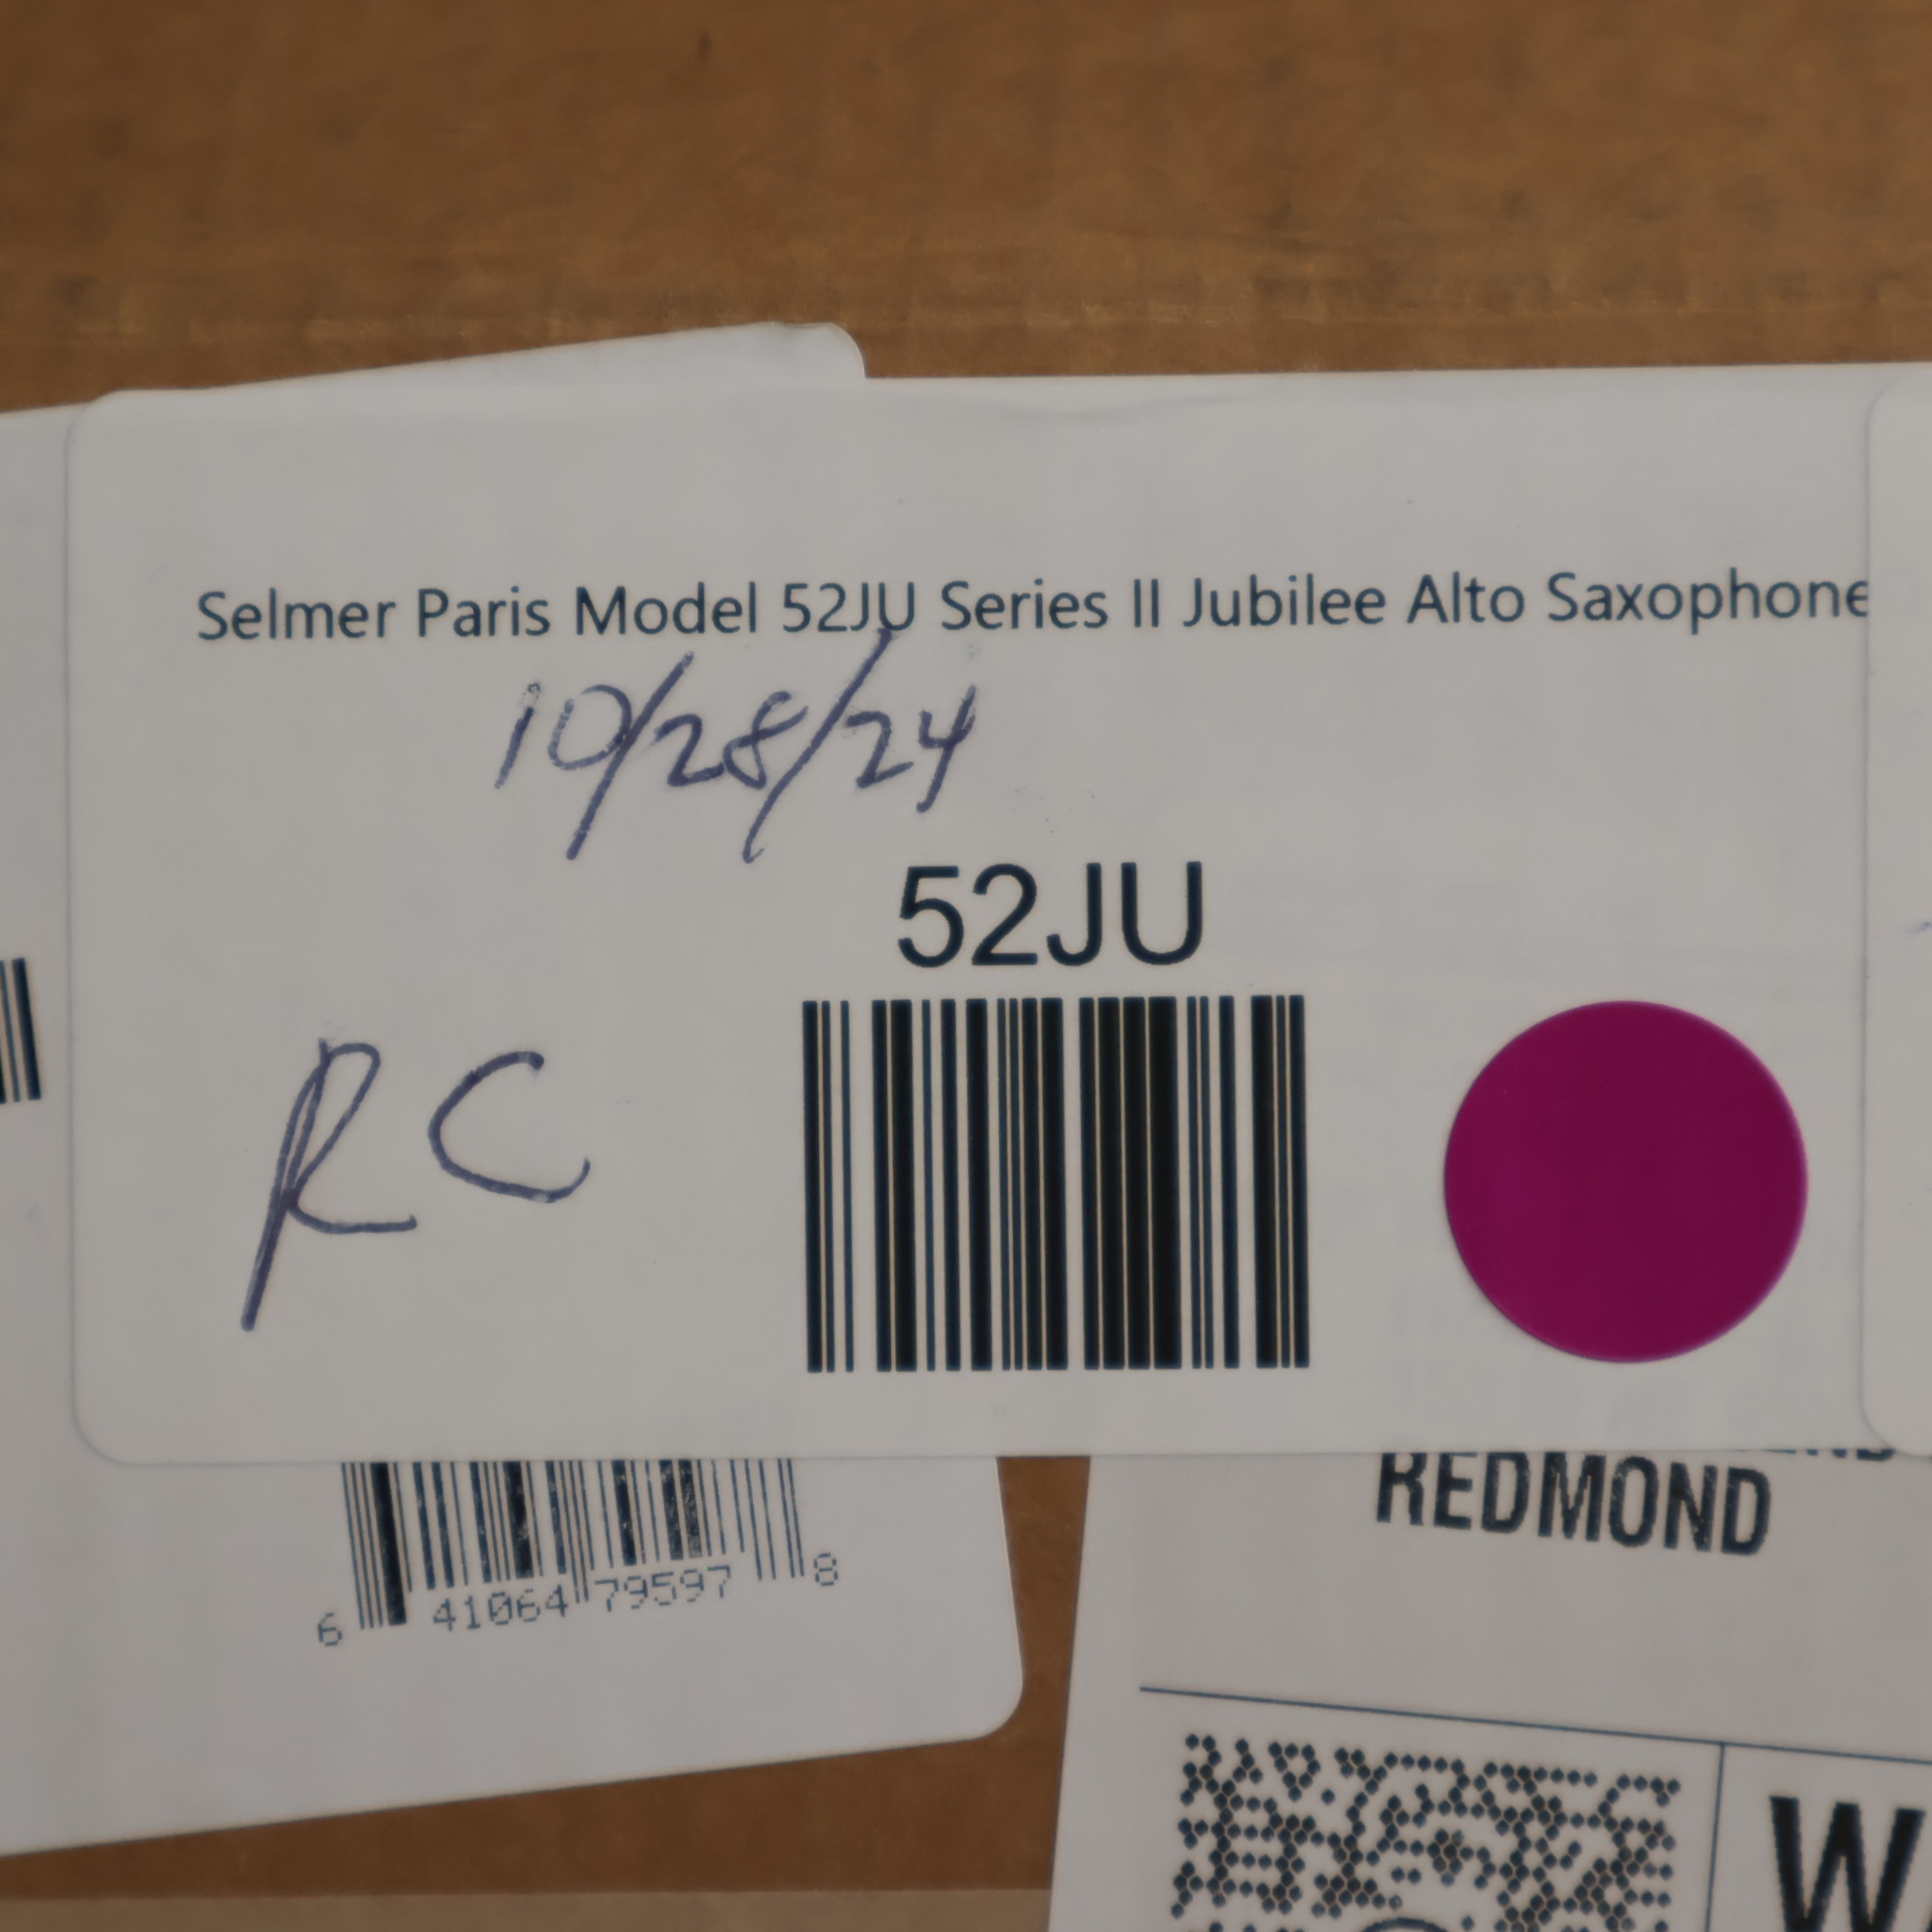 Selmer Paris Model 52JU Series II Jubilee Alto Saxophone
10/28/24
52JU
RC
REDMOND
6 41064 79597 8
W